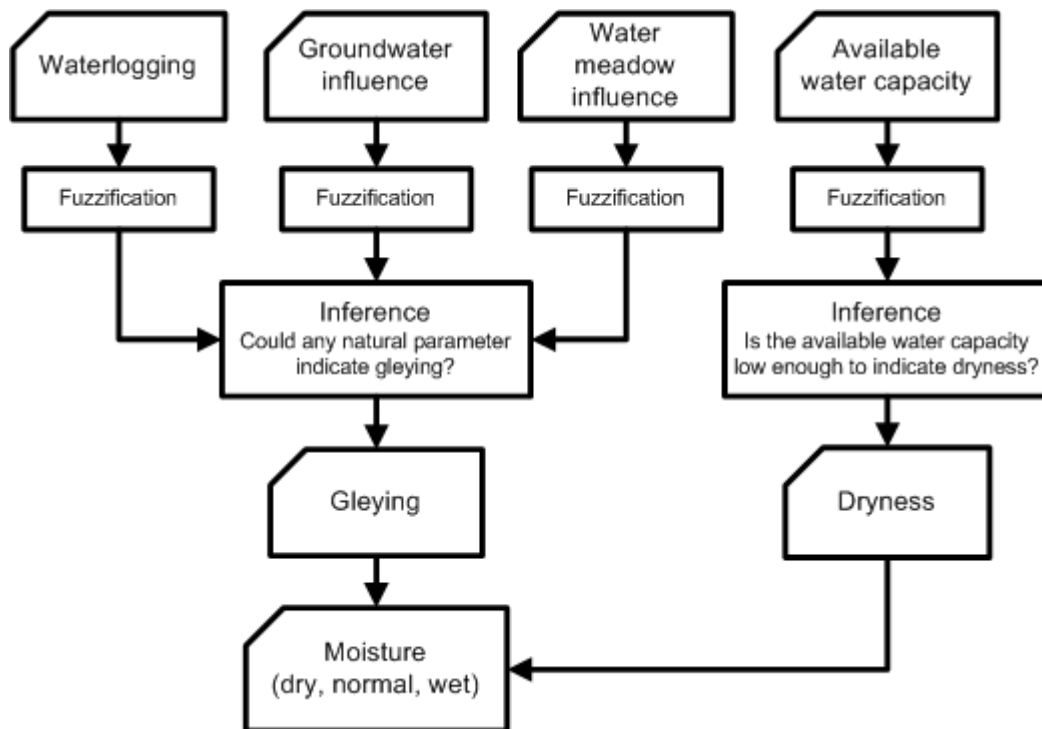 Waterlogging
Groundwater
influence
Water
meadow
influence
Available
water capacity
Fuzzification
Fuzzification
Fuzzification
Fuzzification
Inference
Could any natural parameter
indicate gleying?
Inference
Is the available water capacity
low enough to indicate dryness?
Gleying
Dryness
Moisture
(dry, normal, wet)